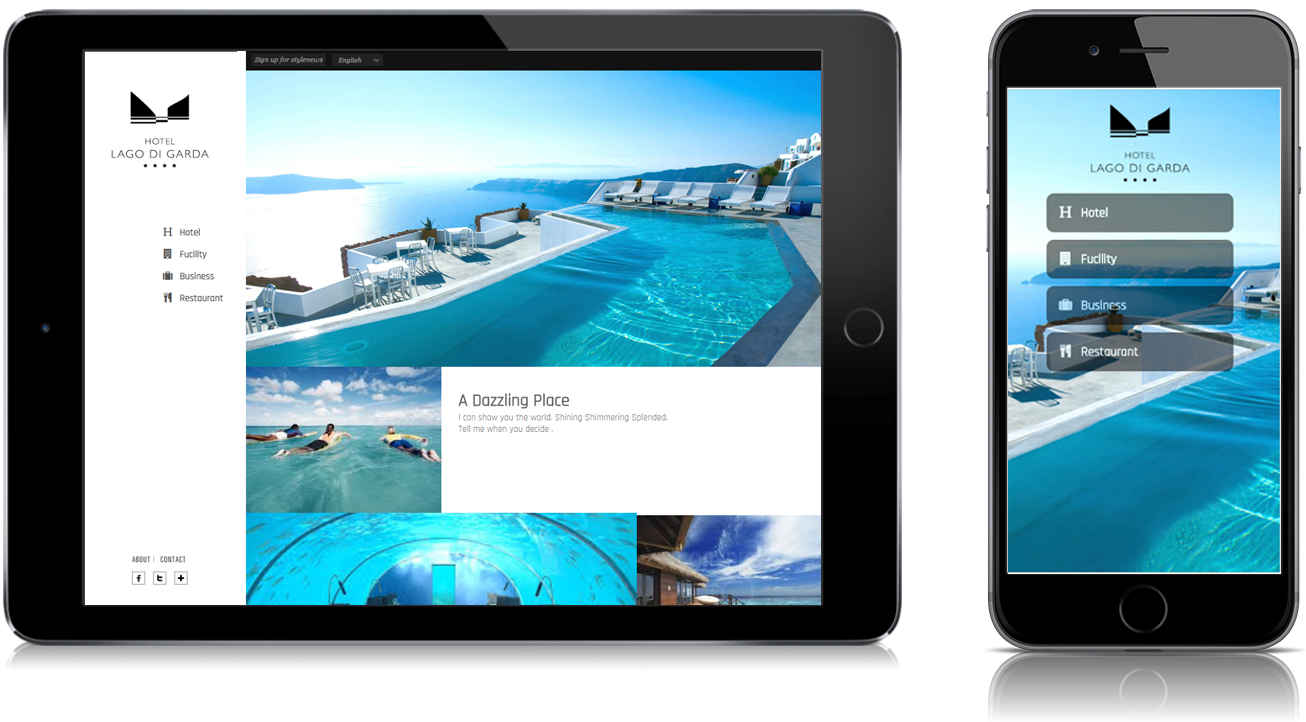 Sign up for stylenews
English
HOTEL
LAGO DI GARDA
Hotel
Fucility
Business
Restaurant
A Dazzling Place
I can show you the world. Shining Shimmering Splended.
Tell me when you decide .
ABOUT | CONTACT
HOTEL
LAGO DI GARDA
Hotel
Fucility
Business
Restaurant